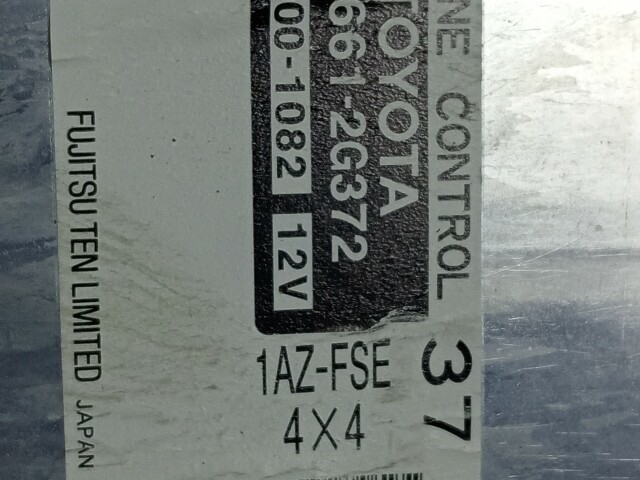 NE CONTROL 37
TOYOTA
661-2G372
00-1082 12V
1AZ-FSE
4X4
FUJITSU TEN LIMITED JAPAN